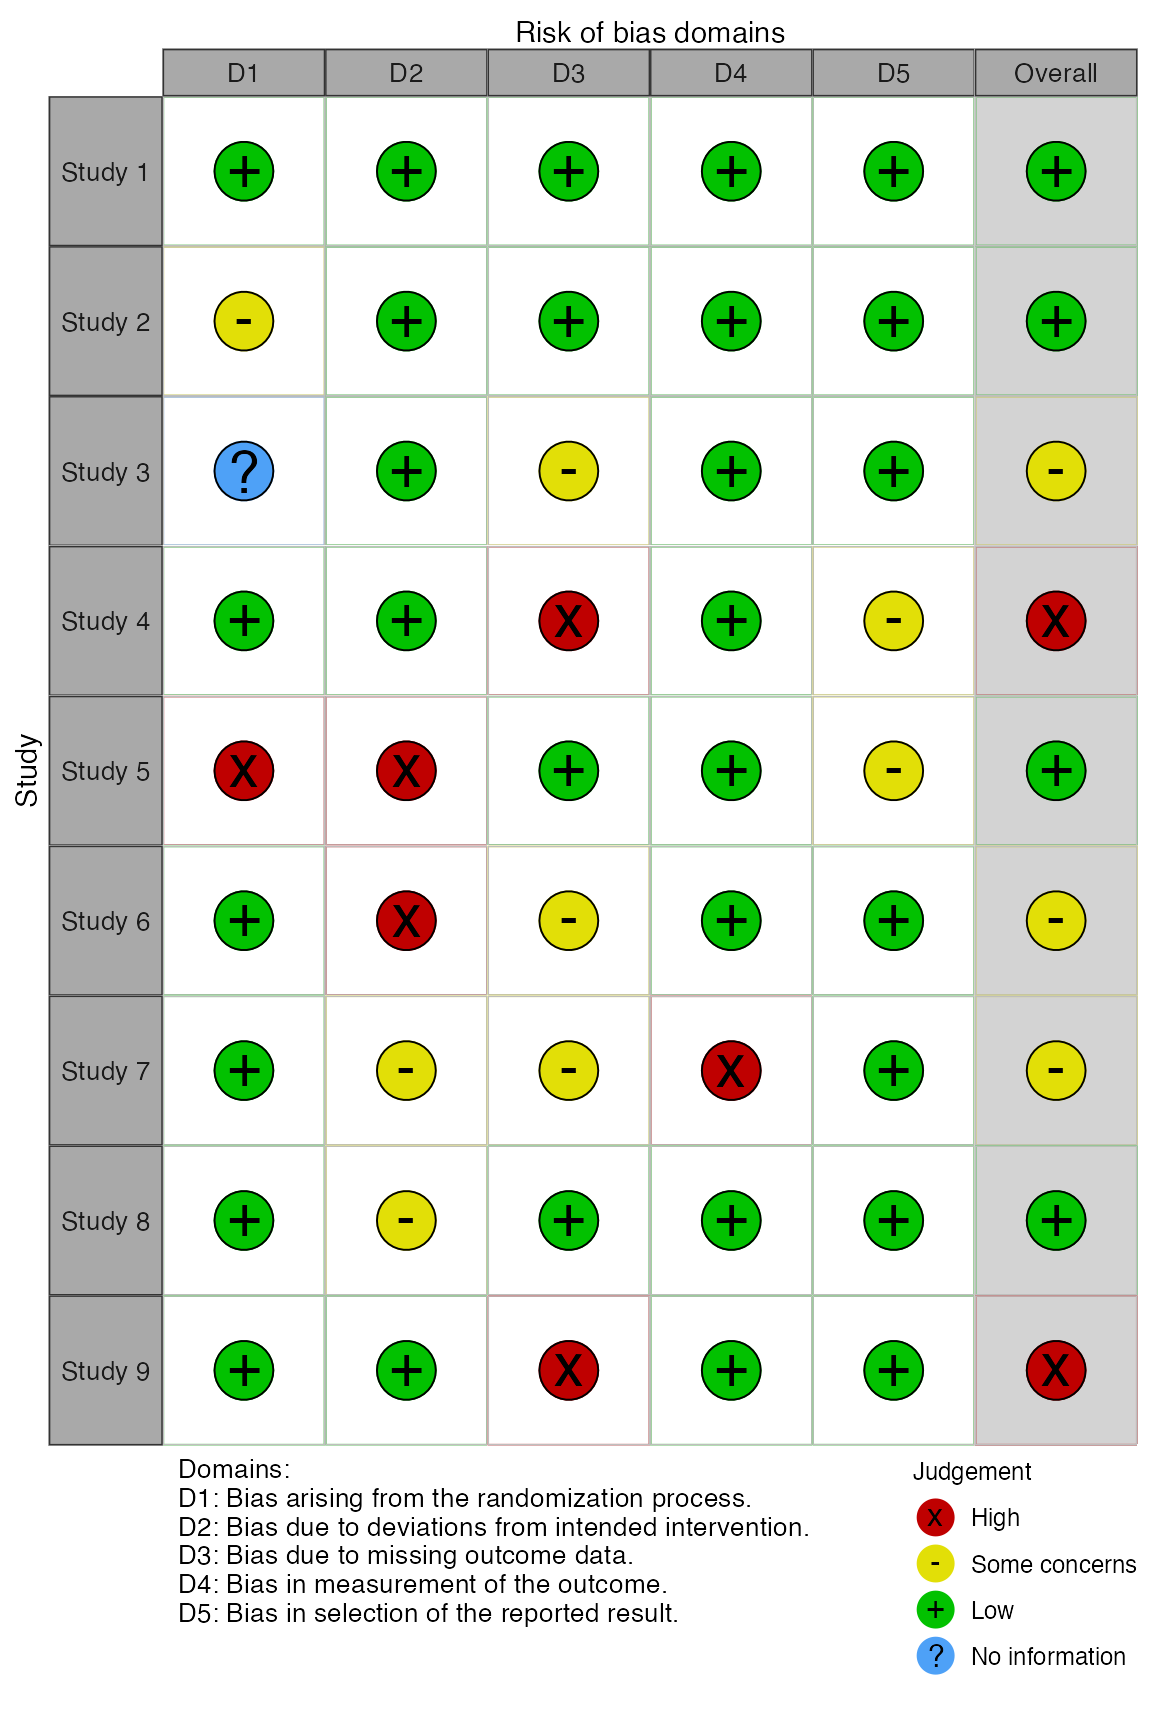 Risk of bias domains
D1 D2 D3 D4 D5 Overall
Study
Study 1 + + + + + +
Study 2 - + + + + +
Study 3 ? + - + + -
Study 4 + + X + - X
Study 5 X X + + - +
Study 6 + X - + + -
Study 7 + - - X + -
Study 8 + - + + + +
Study 9 + + X + + X
Domains:
D1: Bias arising from the randomization process.
D2: Bias due to deviations from intended intervention.
D3: Bias due to missing outcome data.
D4: Bias in measurement of the outcome.
D5: Bias in selection of the reported result.
Judgement
X High
- Some concerns
+ Low
? No information